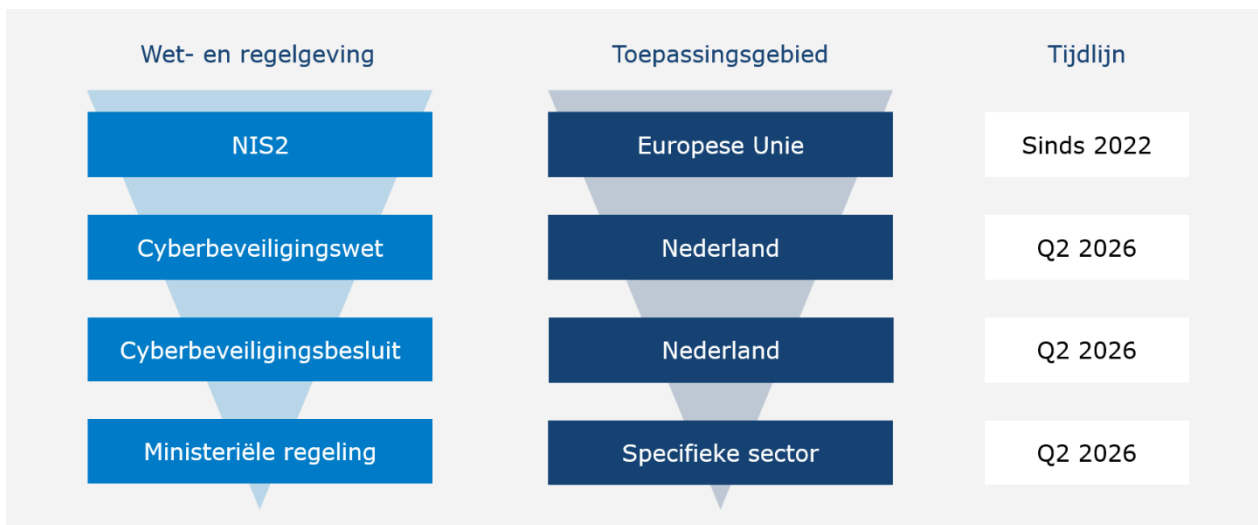 Wet- en regelgeving
Toepassingsgebied
Tijdlijn
NIS2
Europese Unie
Sinds 2022
Cyberbeveiligingswet
Nederland
Q2 2026
Cyberbeveiligingsbesluit
Nederland
Q2 2026
Ministeriële regeling
Specifieke sector
Q2 2026